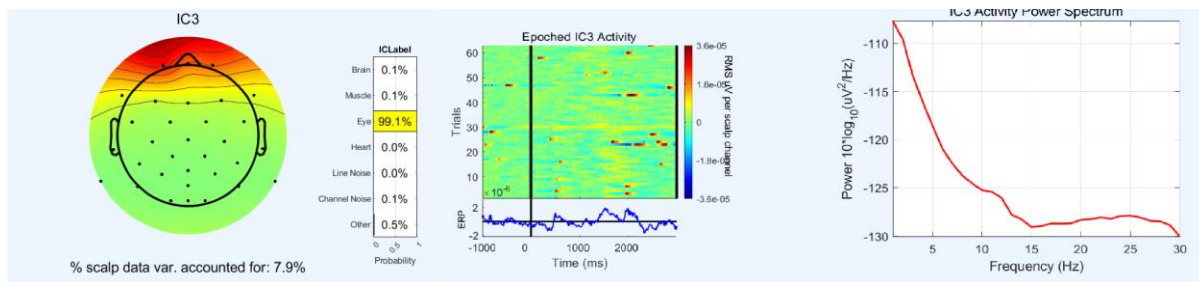 IC3
ICLabel
Brain 0.1%
Muscle 0.1%
Eye 99.1%
Heart 0.0%
Line Noise 0.0%
Channel Noise 0.1%
Other 0.5%
0 0.5 1
Probability
% scalp data var. accounted for: 7.9%
Epoched IC3 Activity
60
50
40
30
20
10
Trials
×10^-6
3.6e-05
1.8e-05
0
-1.8e-05
-3.6e-05
RMS uV per scalp channel
2
0
-2
ERP
-1000 0 1000 2000
Time (ms)
IC3 Activity Power Spectrum
-110
-115
-120
-125
-130
Power 10*log10(uV²/Hz)
5 10 15 20 25 30
Frequency (Hz)